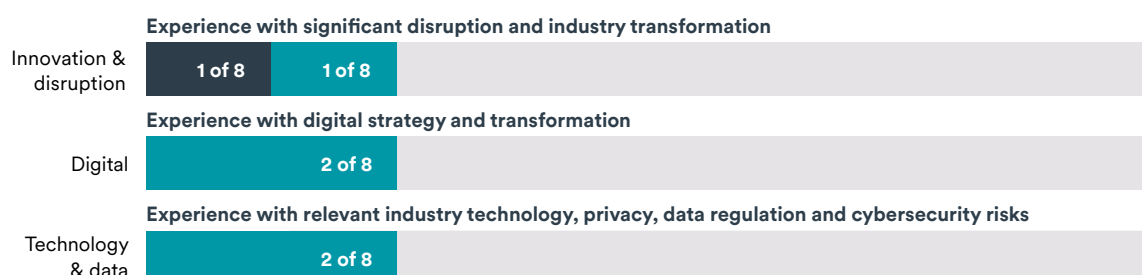 Experience with significant disruption and industry transformation
Innovation &
disruption
1 of 8
1 of 8
Experience with digital strategy and transformation
Digital
2 of 8
Experience with relevant industry technology, privacy, data regulation and cybersecurity risks
Technology
& data
2 of 8